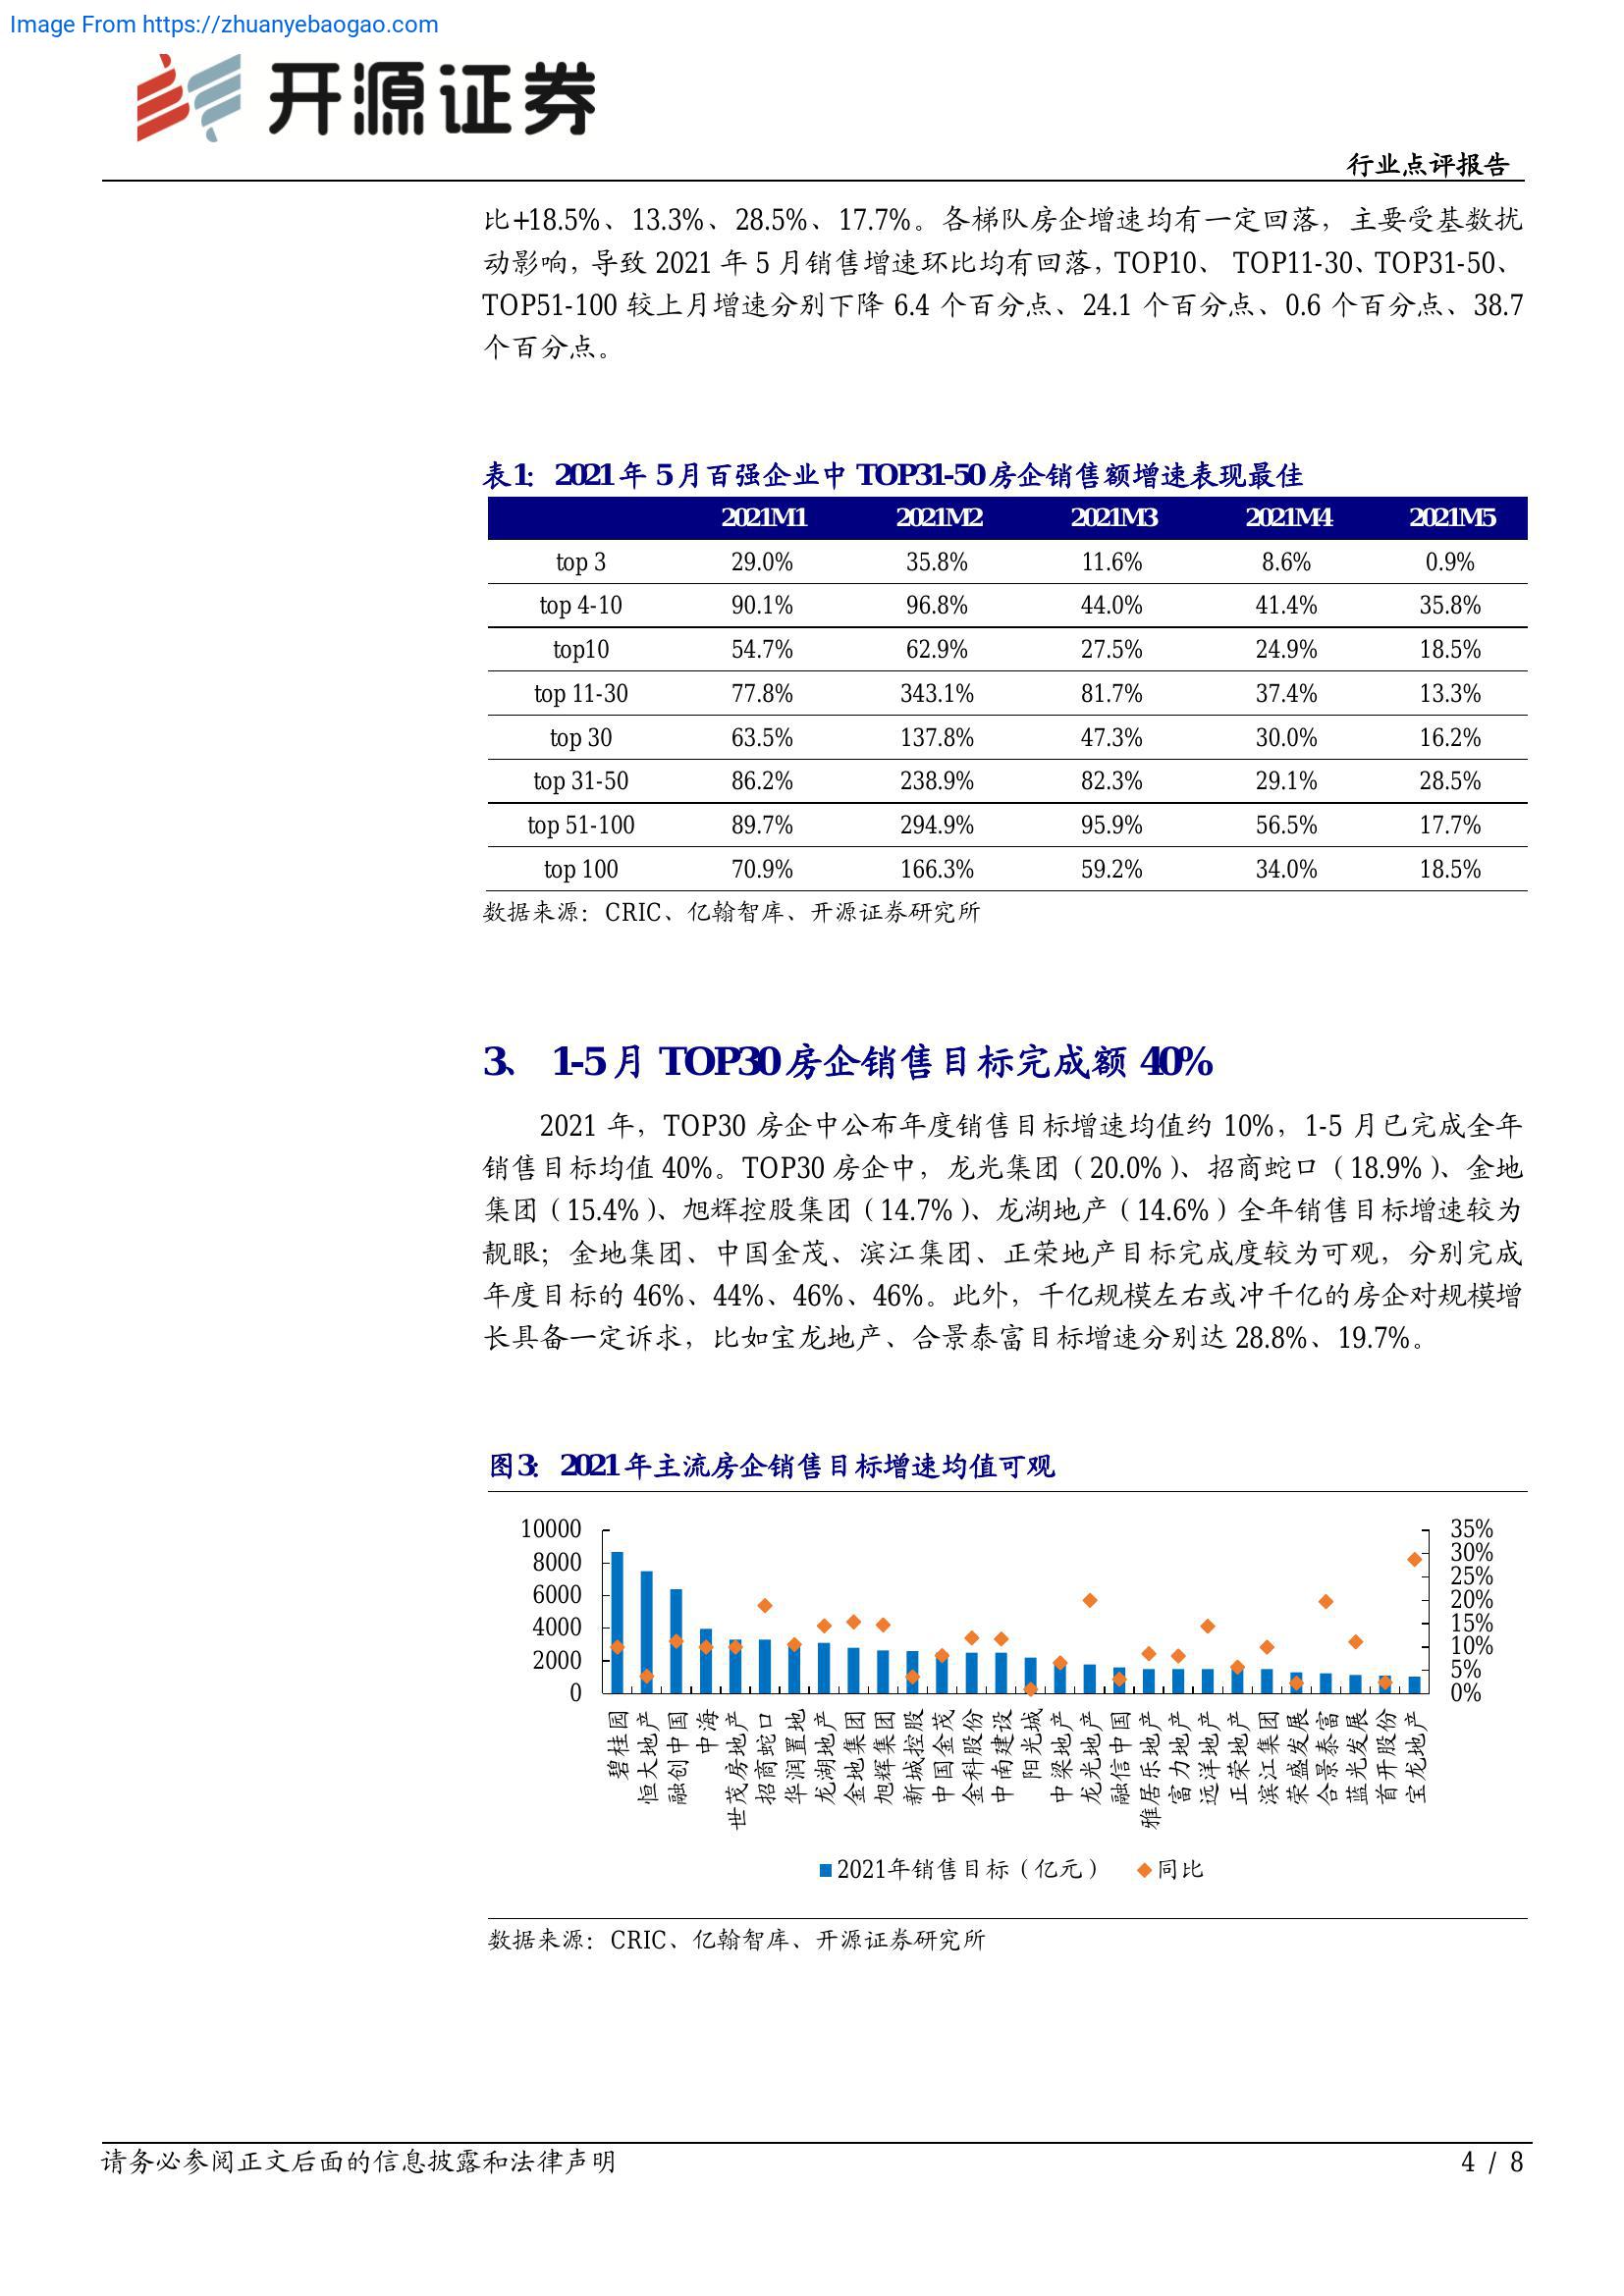 Image From https://zhuanyebaogao.com
开源证券
行业点评报告
比+18.5%、13.3%、28.5%、17.7%。各梯队房企增速均有一定回落，主要受基数扰
动影响，导致 2021 年 5 月销售增速环比均有回落，TOP10、 TOP11-30、TOP31-50、
TOP51-100 较上月增速分别下降 6.4 个百分点、24.1 个百分点、0.6 个百分点、38.7
个百分点。
表1： 2021 年 5 月百强企业中 TOP31-50 房企销售额增速表现最佳
2021M1 2021M2 2021M3 2021M4 2021M5
top 3 29.0% 35.8% 11.6% 8.6% 0.9%
top 4-10 90.1% 96.8% 44.0% 41.4% 35.8%
top10 54.7% 62.9% 27.5% 24.9% 18.5%
top 11-30 77.8% 343.1% 81.7% 37.4% 13.3%
top 30 63.5% 137.8% 47.3% 30.0% 16.2%
top 31-50 86.2% 238.9% 82.3% 29.1% 28.5%
top 51-100 89.7% 294.9% 95.9% 56.5% 17.7%
top 100 70.9% 166.3% 59.2% 34.0% 18.5%
数据来源：CRIC、亿翰智库、开源证券研究所
3、 1-5 月 TOP30 房企销售目标完成额 40%
2021 年，TOP30 房企中公布年度销售目标增速均值约 10%，1-5 月已完成全年
销售目标均值 40%。TOP30 房企中，龙光集团（20.0%）、招商蛇口（18.9%）、金地
集团（15.4%）、旭辉控股集团（14.7%）、龙湖地产（14.6%）全年销售目标增速较为
靓眼；金地集团、中国金茂、滨江集团、正荣地产目标完成度较为可观，分别完成
年度目标的 46%、44%、46%、46%。此外，千亿规模左右或冲千亿的房企对规模增
长具备一定诉求，比如宝龙地产、合景泰富目标增速分别达 28.8%、19.7%。
图3： 2021 年主流房企销售目标增速均值可观
10000
8000
6000
4000
2000
0
35%
30%
25%
20%
15%
10%
5%
0%
碧桂园
恒大地产
融创中国
中海
世茂房地产
招商蛇口
华润置地
龙湖地产
金地集团
旭辉集团
新城控股
中国金茂
金科股份
中南建设
阳光城
中梁地产
龙光地产
融信中国
雅居乐地产
富力地产
远洋地产
正荣地产
滨江集团
荣盛发展
合景泰富
蓝光发展
首开股份
宝龙地产
2021年销售目标（亿元） 同比
数据来源：CRIC、亿翰智库、开源证券研究所
请务必参阅正文后面的信息披露和法律声明 4 / 8